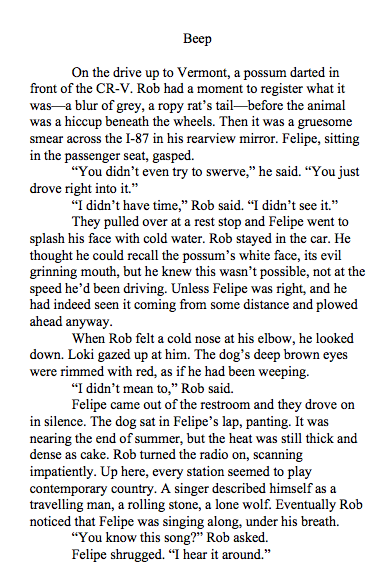 Beep
On the drive up to Vermont, a possum darted in
front of the CR-V. Rob had a moment to register what it
was—a blur of grey, a ropy rat’s tail—before the animal
was a hiccup beneath the wheels. Then it was a gruesome
smear across the I-87 in his rearview mirror. Felipe, sitting
in the passenger seat, gasped.
“You didn’t even try to swerve,” he said. “You just
drove right into it.”
“I didn’t have time,” Rob said. “I didn’t see it.”
They pulled over at a rest stop and Felipe went to
splash his face with cold water. Rob stayed in the car. He
thought he could recall the possum’s white face, its evil
grinning mouth, but he knew this wasn’t possible, not at the
speed he’d been driving. Unless Felipe was right, and he
had indeed seen it coming from some distance and plowed
ahead anyway.
When Rob felt a cold nose at his elbow, he looked
down. Loki gazed up at him. The dog’s deep brown eyes
were rimmed with red, as if he had been weeping.
“I didn’t mean to,” Rob said.
Felipe came out of the restroom and they drove on
in silence. The dog sat in Felipe’s lap, panting. It was
nearing the end of summer, but the heat was still thick and
dense as cake. Rob turned the radio on, scanning
impatiently. Up here, every station seemed to play
contemporary country. A singer described himself as a
travelling man, a rolling stone, a lone wolf. Eventually Rob
noticed that Felipe was singing along, under his breath.
“You know this song?” Rob asked.
Felipe shrugged. “I hear it around.”